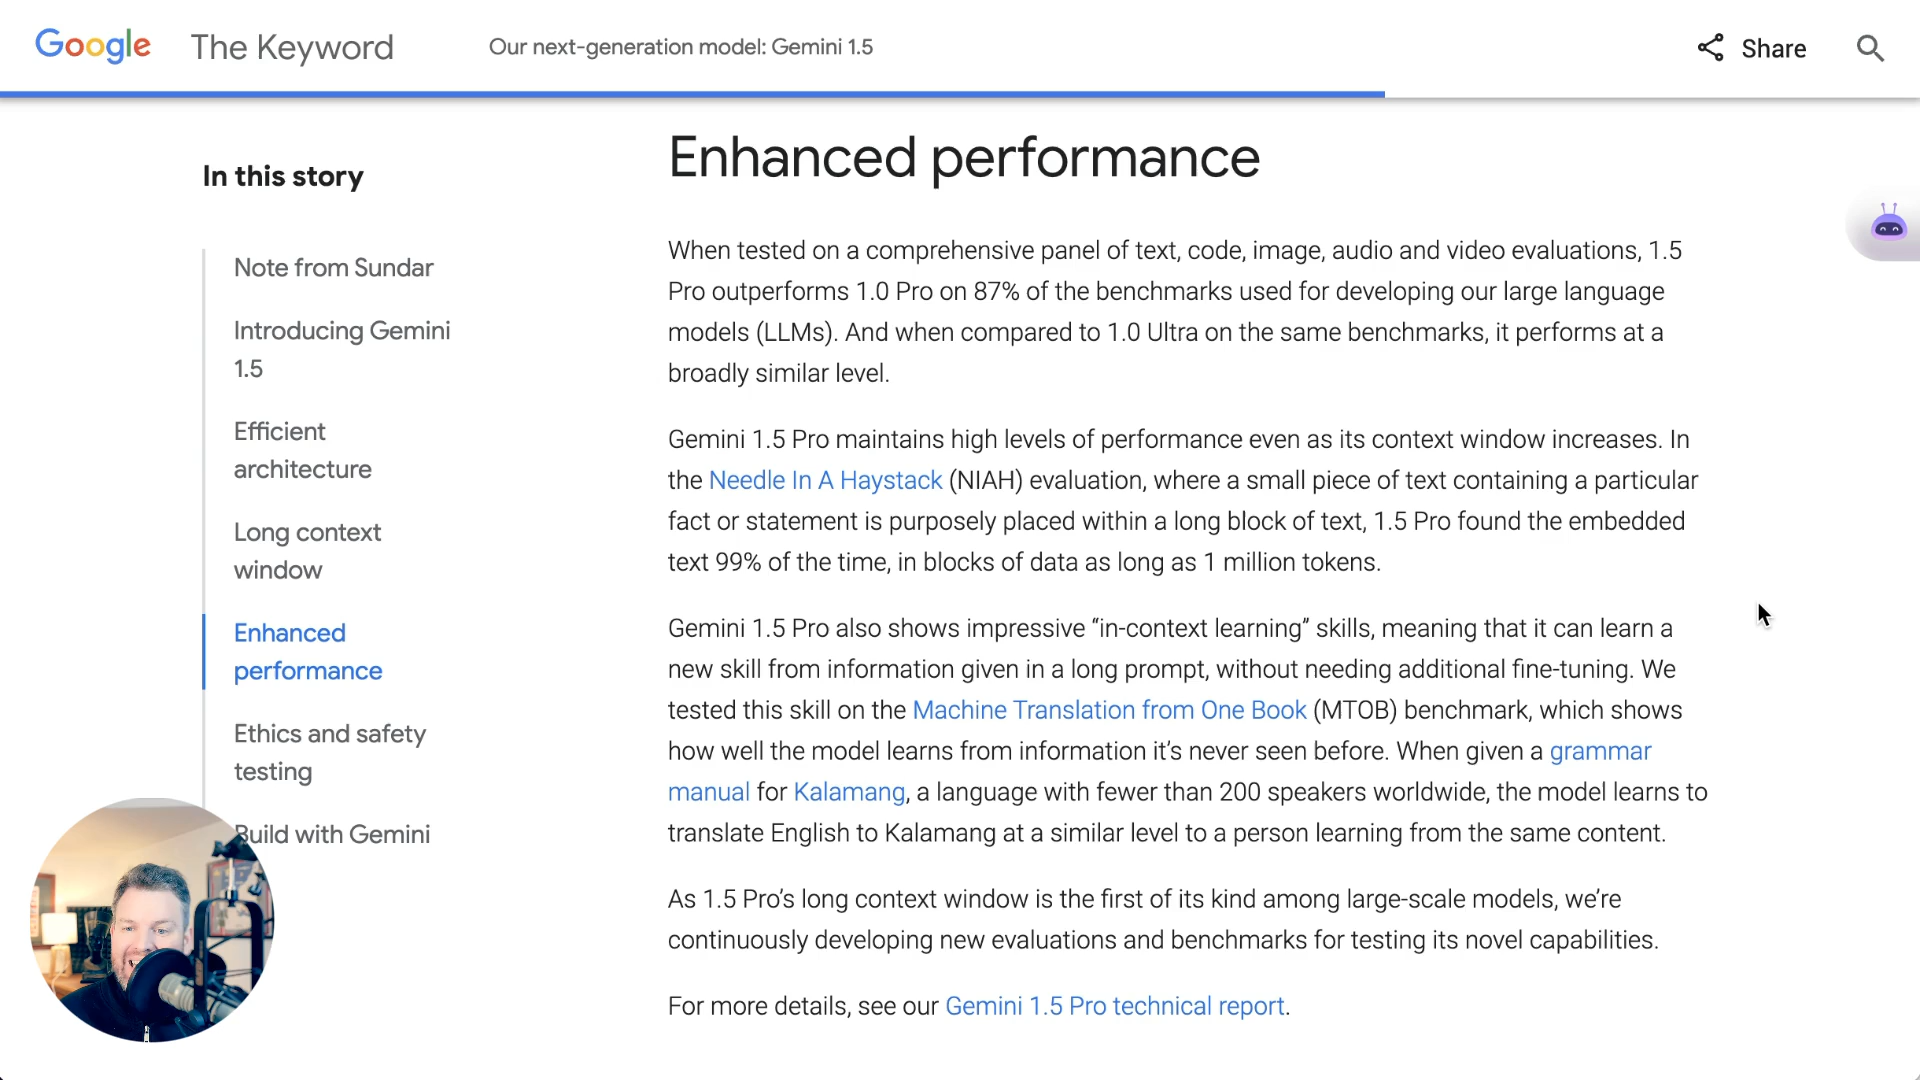 Google The Keyword Our next-generation model: Gemini 1.5 Share
In this story
Note from Sundar
Introducing Gemini
1.5
Efficient
architecture
Long context
window
Enhanced
performance
Ethics and safety
testing
Build with Gemini
Enhanced performance
When tested on a comprehensive panel of text, code, image, audio and video evaluations, 1.5
Pro outperforms 1.0 Pro on 87% of the benchmarks used for developing our large language
models (LLMs). And when compared to 1.0 Ultra on the same benchmarks, it performs at a
broadly similar level.
Gemini 1.5 Pro maintains high levels of performance even as its context window increases. In
the Needle In A Haystack (NIAH) evaluation, where a small piece of text containing a particular
fact or statement is purposely placed within a long block of text, 1.5 Pro found the embedded
text 99% of the time, in blocks of data as long as 1 million tokens.
Gemini 1.5 Pro also shows impressive “in-context learning” skills, meaning that it can learn a
new skill from information given in a long prompt, without needing additional fine-tuning. We
tested this skill on the Machine Translation from One Book (MTOB) benchmark, which shows
how well the model learns from information it’s never seen before. When given a grammar
manual for Kalamang, a language with fewer than 200 speakers worldwide, the model learns to
translate English to Kalamang at a similar level to a person learning from the same content.
As 1.5 Pro’s long context window is the first of its kind among large-scale models, we’re
continuously developing new evaluations and benchmarks for testing its novel capabilities.
For more details, see our Gemini 1.5 Pro technical report.